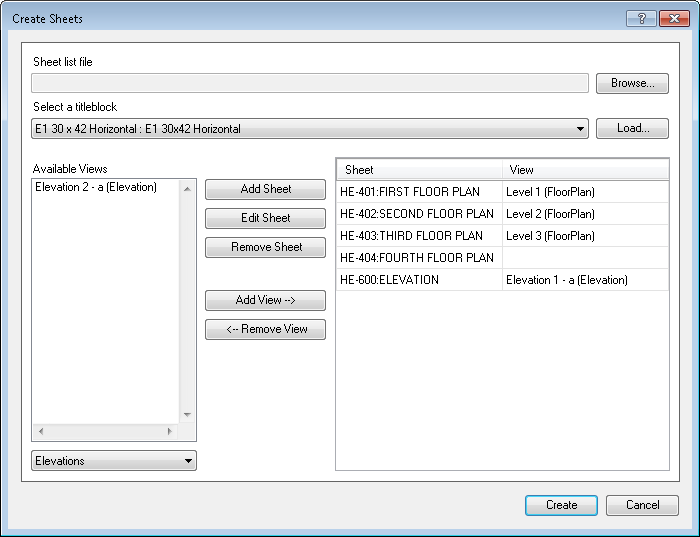 Create Sheets
Sheet list file
Browse...
Select a titleblock
E1 30 x 42 Horizontal : E1 30x42 Horizontal
Load...
Available Views
Elevation 2 - a (Elevation)
Elevations
Add Sheet
Edit Sheet
Remove Sheet
Add View -->
<-- Remove View
Sheet View
HE-401:FIRST FLOOR PLAN Level 1 (FloorPlan)
HE-402:SECOND FLOOR PLAN Level 2 (FloorPlan)
HE-403:THIRD FLOOR PLAN Level 3 (FloorPlan)
HE-404:FOURTH FLOOR PLAN
HE-600:ELEVATION Elevation 1 - a (Elevation)
Create Cancel